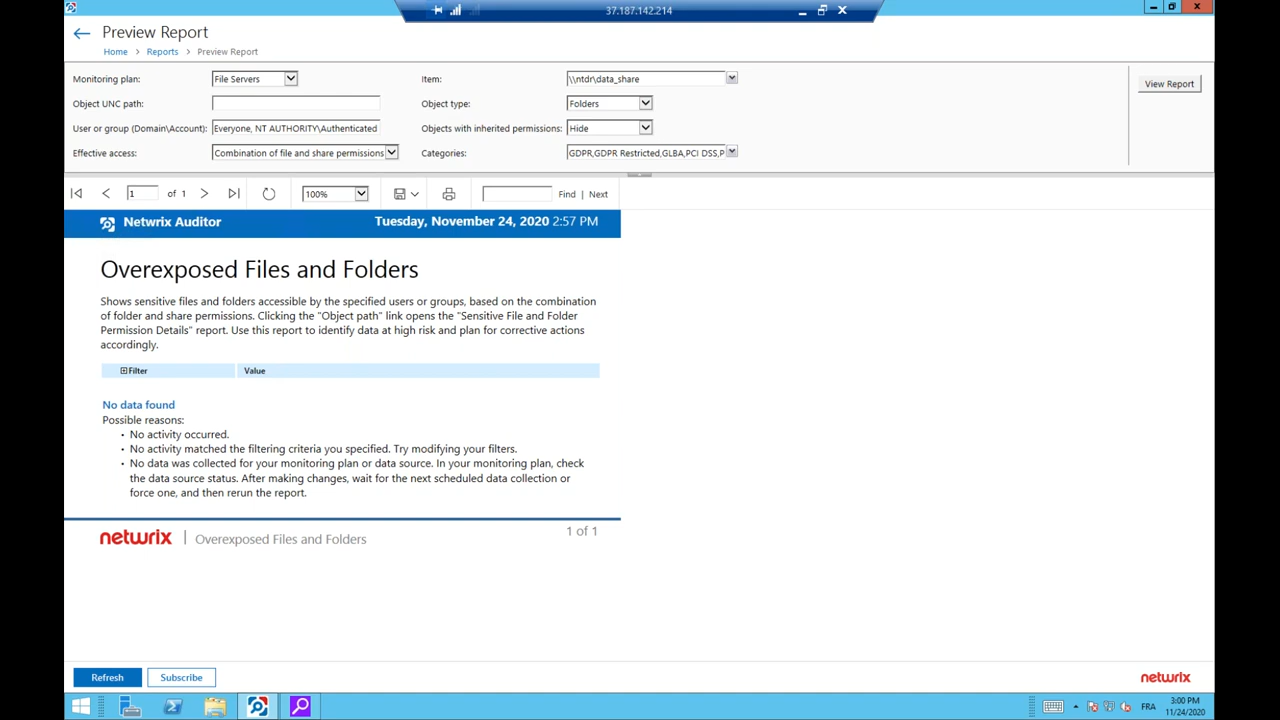 37.187.142.214
Preview Report
Home > Reports > Preview Report
Monitoring plan: File Servers Item: \\ntdr\data_share View Report
Object UNC path: Object type: Folders
User or group (Domain\Account): Everyone, NT AUTHORITY\Authenticated Objects with inherited permissions: Hide
Effective access: Combination of file and share permissions Categories: GDPR,GDPR Restricted,GLBA,PCI DSS,P
1 of 1 100% Find | Next
Netwrix Auditor Tuesday, November 24, 2020 2:57 PM
Overexposed Files and Folders
Shows sensitive files and folders accessible by the specified users or groups, based on the combination
of folder and share permissions. Clicking the "Object path" link opens the "Sensitive File and Folder
Permission Details" report. Use this report to identify data at high risk and plan for corrective actions
accordingly.
Filter Value
No data found
Possible reasons:
• No activity occurred.
• No activity matched the filtering criteria you specified. Try modifying your filters.
• No data was collected for your monitoring plan or data source. In your monitoring plan, check
the data source status. After making changes, wait for the next scheduled data collection or
force one, and then rerun the report.
netwrix | Overexposed Files and Folders 1 of 1
Refresh Subscribe netwrix
FRA 3:00 PM
11/24/2020